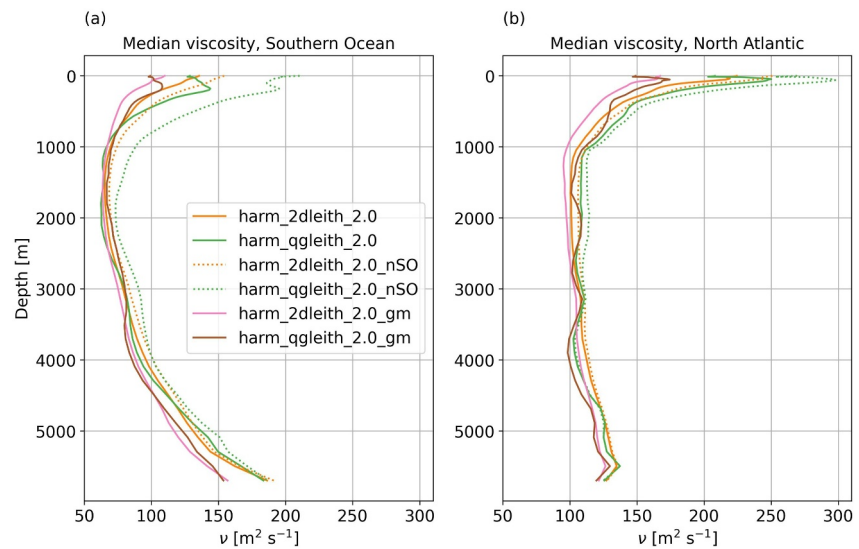 (a)
Median viscosity, Southern Ocean
0
1000
2000
3000
4000
5000
Depth [m]
50 100 150 200 250 300
ν [m² s⁻¹]
harm_2dleith_2.0
harm_qgleith_2.0
harm_2dleith_2.0_nSO
harm_qgleith_2.0_nSO
harm_2dleith_2.0_gm
harm_qgleith_2.0_gm
(b)
Median viscosity, North Atlantic
0
1000
2000
3000
4000
5000
50 100 150 200 250 300
ν [m² s⁻¹]